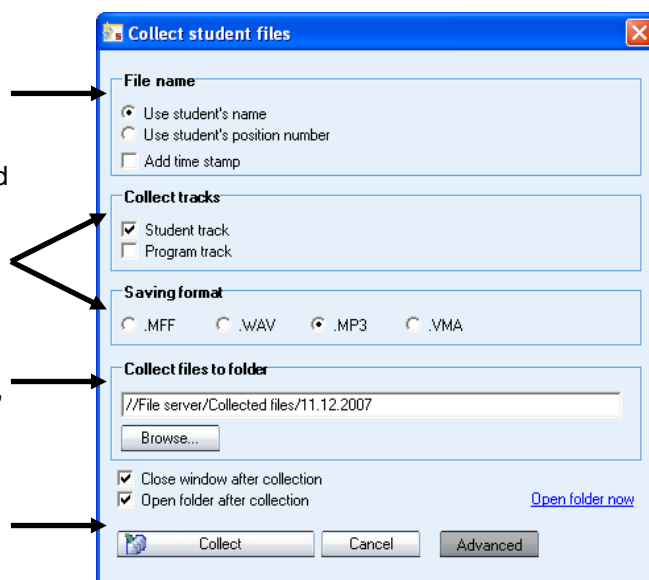 Collect student files
File name
Use student's name
Use student's position number
Add time stamp
d
Collect tracks
Student track
Program track
Saving format
.MFF .WAV .MP3 .VMA
Collect files to folder
//File server/Collected files/11.12.2007
,
Browse...
Close window after collection
Open folder after collection Open folder now
Collect Cancel Advanced